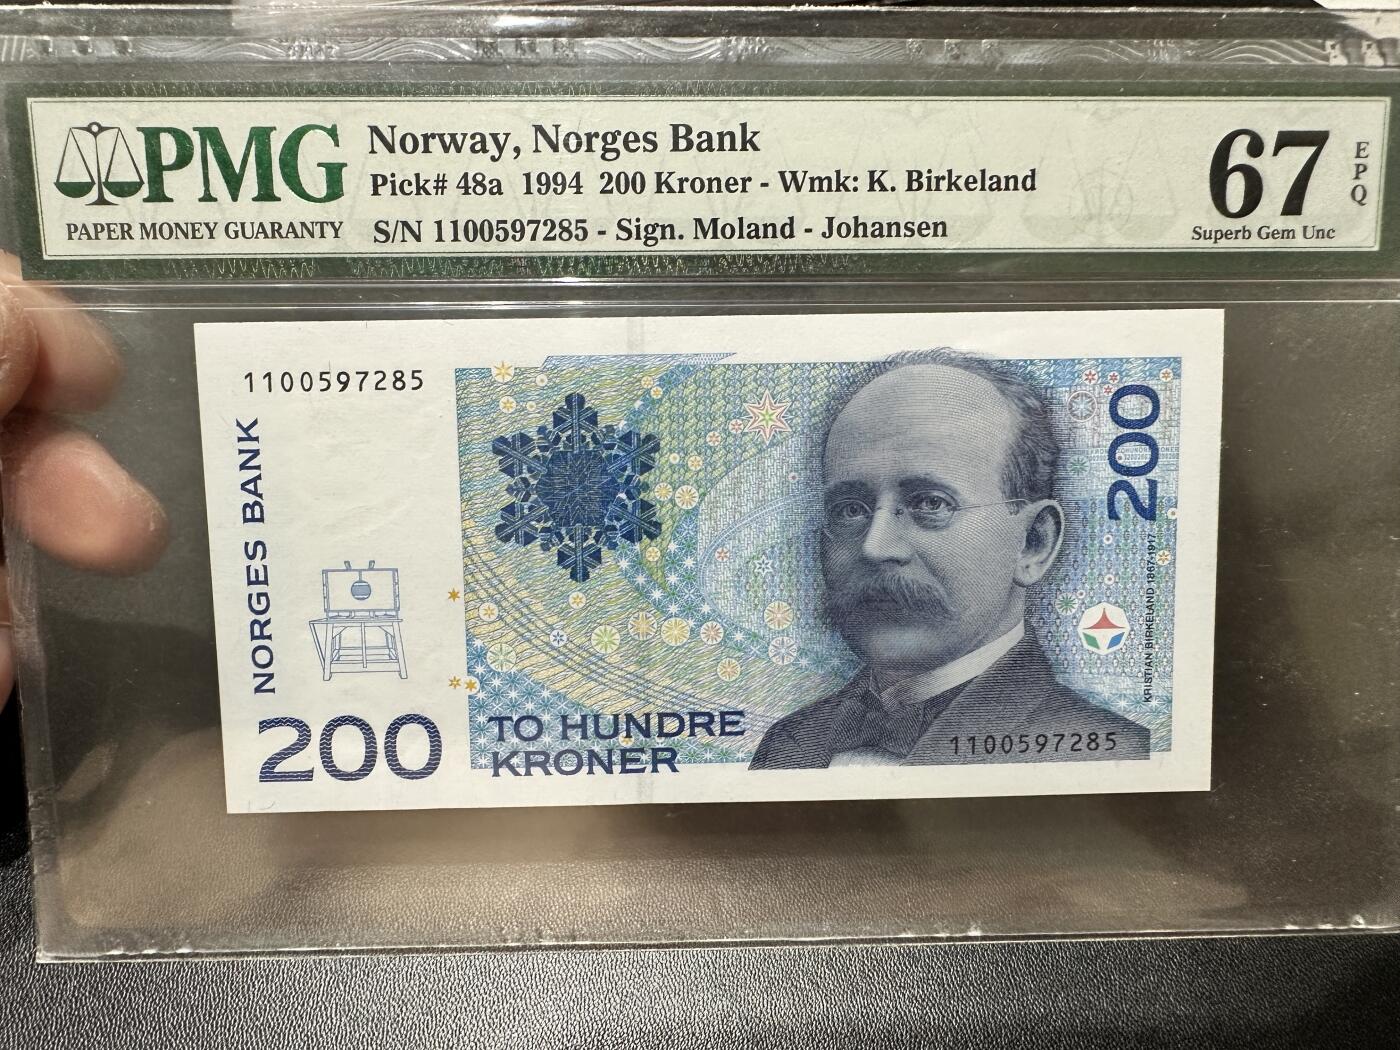 PMG
PAPER MONEY GUARANTY
Norway, Norges Bank
Pick# 48a 1994 200 Kroner - Wmk: K. Birkeland
S/N 1100597285 - Sign. Moland - Johansen
67
EPQ
Superb Gem Unc
1100597285
NORGES BANK
200
TO HUNDRE
KRONER
200
KRISTIAN BIRKELAND 1867-1917
1100597285